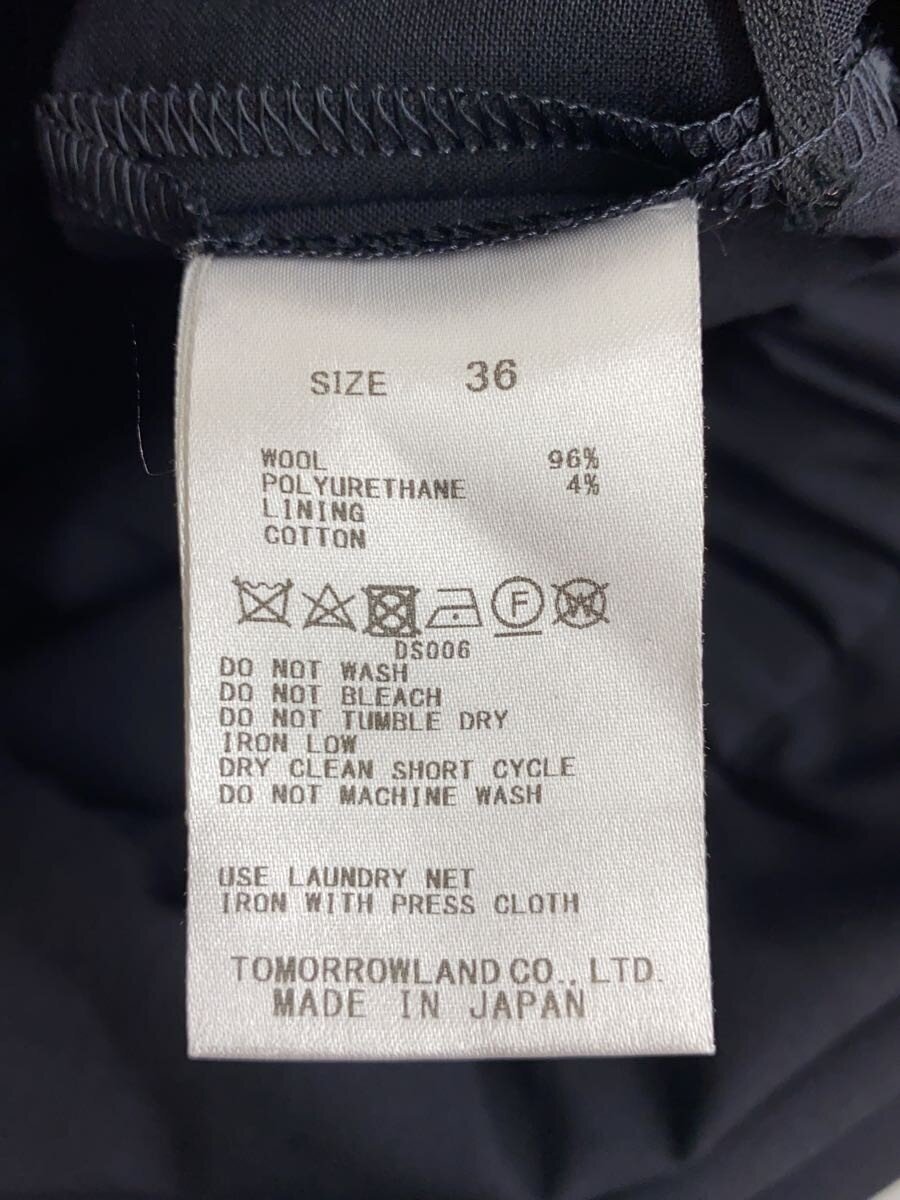 SIZE 36
WOOL 96%
POLYURETHANE 4%
LINING
COTTON
F W
DS006
DO NOT WASH
DO NOT BLEACH
DO NOT TUMBLE DRY
IRON LOW
DRY CLEAN SHORT CYCLE
DO NOT MACHINE WASH
USE LAUNDRY NET
IRON WITH PRESS CLOTH
TOMORROWLAND CO., LTD.
MADE IN JAPAN